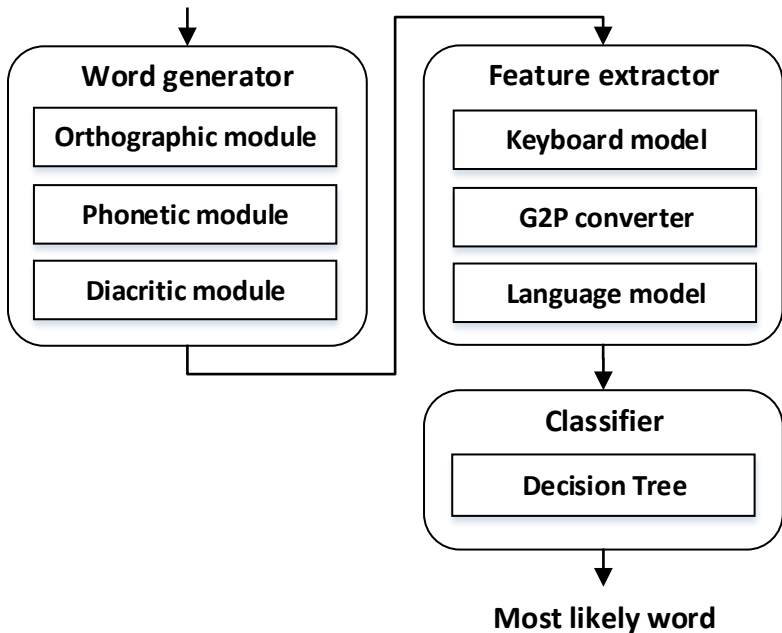 Word generator
Orthographic module
Phonetic module
Diacritic module
Feature extractor
Keyboard model
G2P converter
Language model
Classifier
Decision Tree
Most likely word